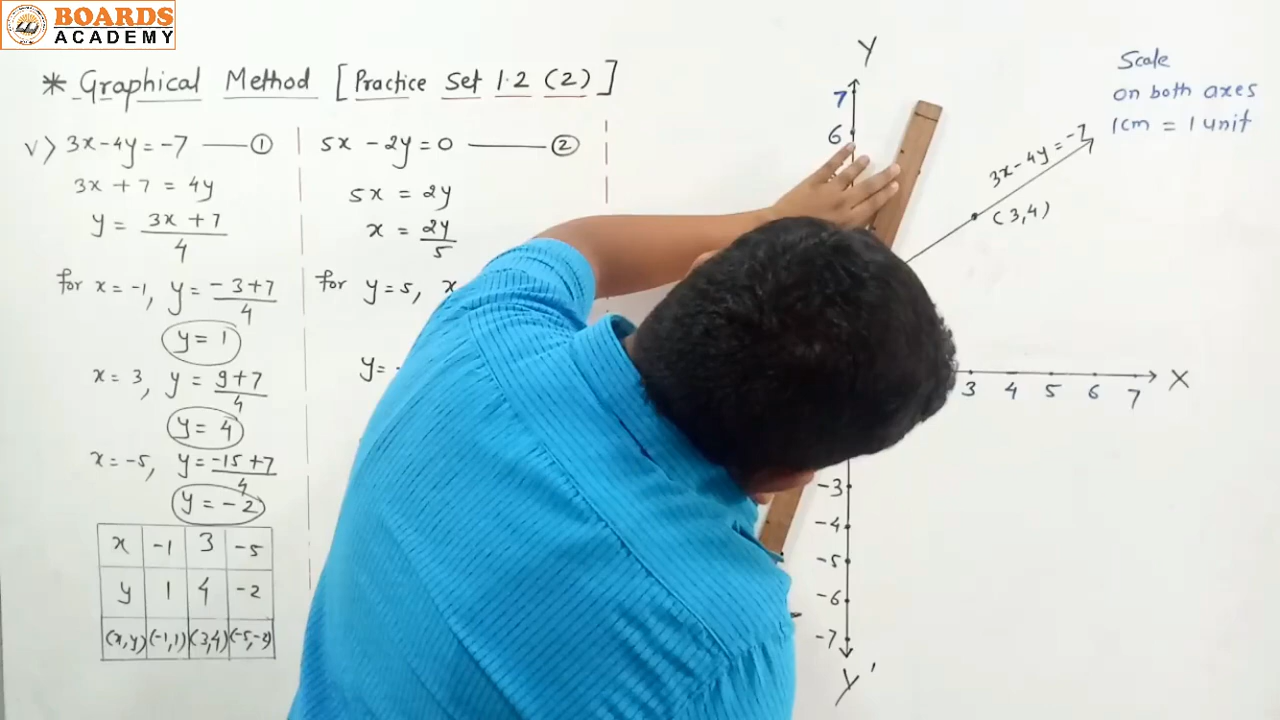 BOARDS
ACADEMY
* Graphical Method [Practice Set 1.2 (2)]
v) 3x-4y = -7 —— ①
3x + 7 = 4y
y = 3x + 7
4
for x = -1, y = -3+7
4
y = 1
x = 3, y = 9+7
4
y = 4
x = -5, y = -15 + 7
4
y = -2
x -1 3 -5
y 1 4 -2
(x,y) (-1,1) (3,4) (-5,-2)
5x - 2y = 0 —— ②
5x = 2y
x = 2y
5
for y = 5, x
y =
Y
7
6
3x-4y = -7
(3,4)
3 4 5 6 7 X
-3
-4
-5
-6
-7
Y'
Scale
on both axes
1cm = 1 unit